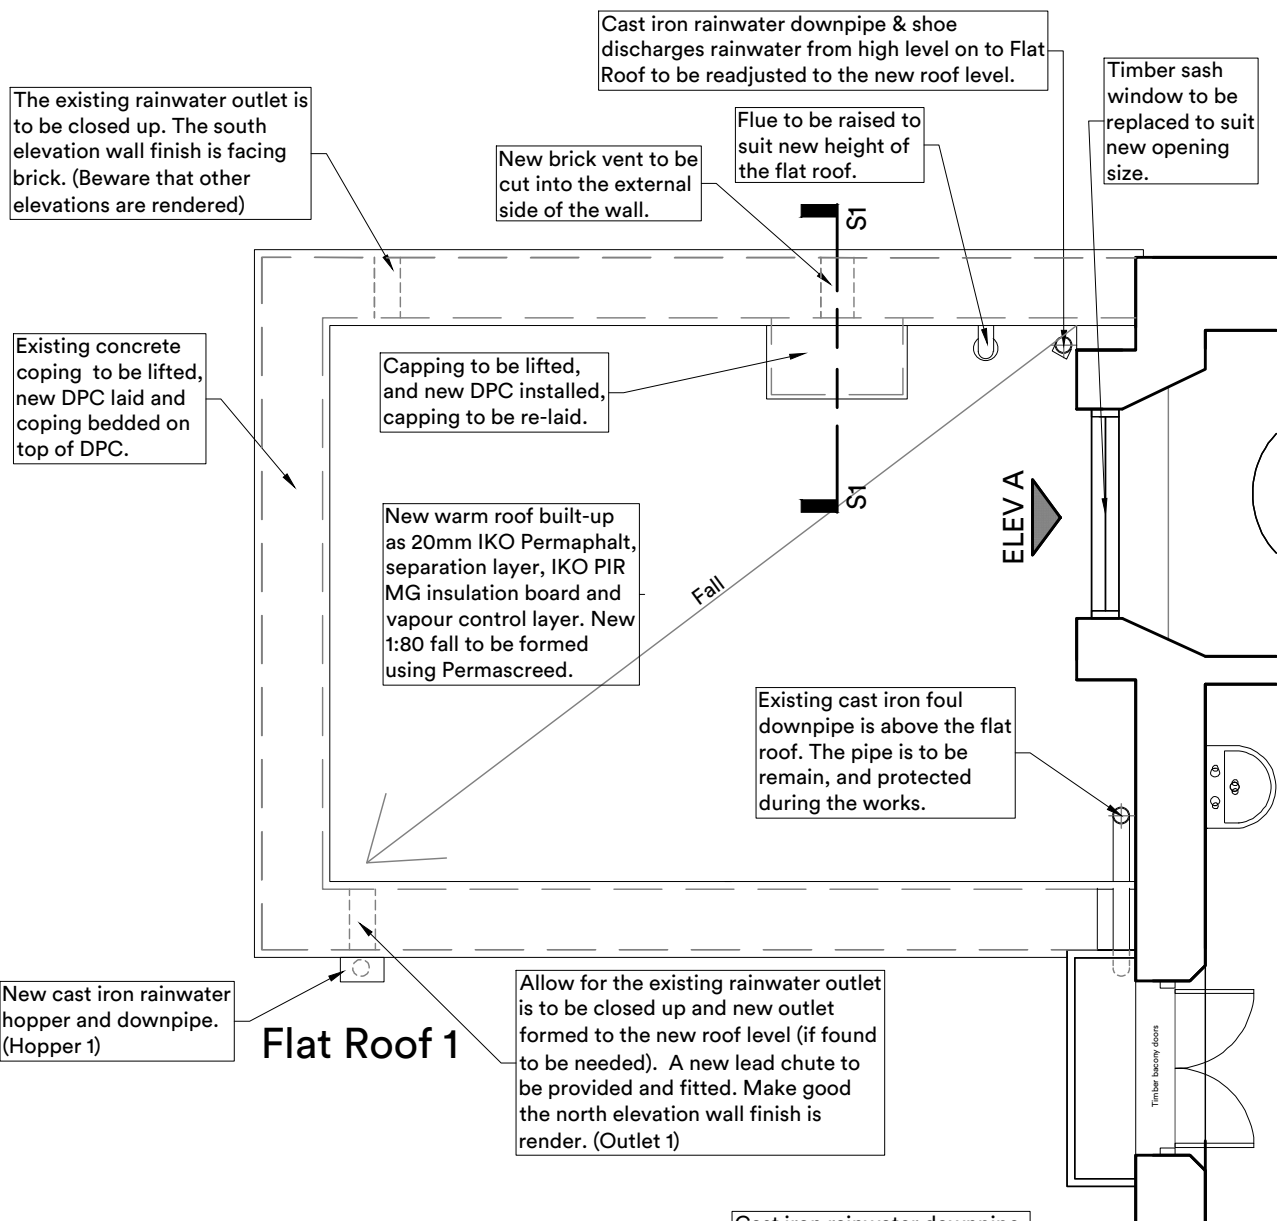 Cast iron rainwater downpipe & shoe
discharges rainwater from high level on to Flat
Roof to be readjusted to the new roof level.
Timber sash
window to be
replaced to suit
new opening
size.
The existing rainwater outlet is
to be closed up. The south
elevation wall finish is facing
brick. (Beware that other
elevations are rendered)
Flue to be raised to
suit new height of
the flat roof.
New brick vent to be
cut into the external
side of the wall.
S1
Existing concrete
coping to be lifted,
new DPC laid and
coping bedded on
top of DPC.
Capping to be lifted,
and new DPC installed,
capping to be re-laid.
S1
ELEV A
New warm roof built-up
as 20mm IKO Permaphalt,
separation layer, IKO PIR
MG insulation board and
vapour control layer. New
1:80 fall to be formed
using Permascreed.
Fall
Existing cast iron foul
downpipe is above the flat
roof. The pipe is to be
remain, and protected
during the works.
New cast iron rainwater
hopper and downpipe.
(Hopper 1)
Flat Roof 1
Allow for the existing rainwater outlet
is to be closed up and new outlet
formed to the new roof level (if found
to be needed). A new lead chute to
be provided and fitted. Make good
the north elevation wall finish is
render. (Outlet 1)
Timber bacony doors
Cast iron rainwater downpipe